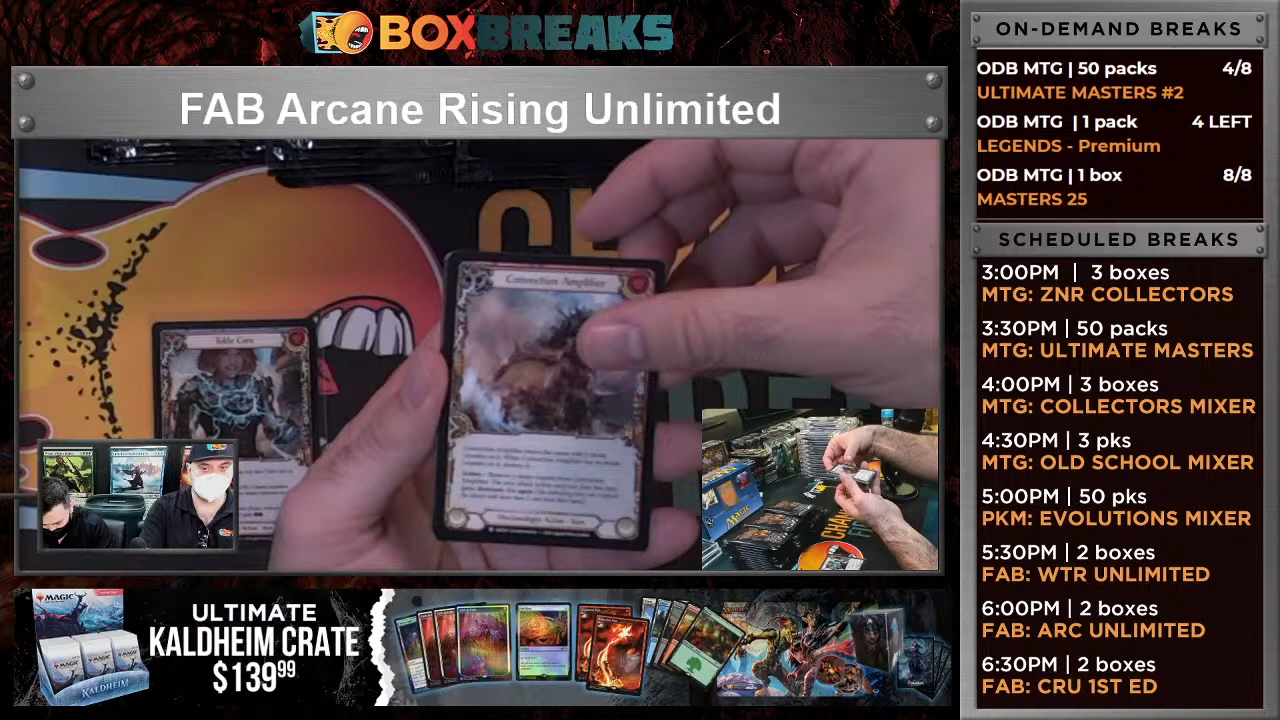 BOXBREAKS
FAB Arcane Rising Unlimited
Convection Amplifier
Teklo Core
MAGIC
ULTIMATE
KALDHEIM CRATE
$139⁹⁹
MAGIC
KALDHEIM
ON-DEMAND BREAKS
ODB MTG | 50 packs 4/8
ULTIMATE MASTERS #2
ODB MTG | 1 pack 4 LEFT
LEGENDS - Premium
ODB MTG | 1 box 8/8
MASTERS 25
SCHEDULED BREAKS
3:00PM | 3 boxes
MTG: ZNR COLLECTORS
3:30PM | 50 packs
MTG: ULTIMATE MASTERS
4:00PM | 3 boxes
MTG: COLLECTORS MIXER
4:30PM | 3 pks
MTG: OLD SCHOOL MIXER
5:00PM | 50 pks
PKM: EVOLUTIONS MIXER
5:30PM | 2 boxes
FAB: WTR UNLIMITED
6:00PM | 2 boxes
FAB: ARC UNLIMITED
6:30PM | 2 boxes
FAB: CRU 1ST ED